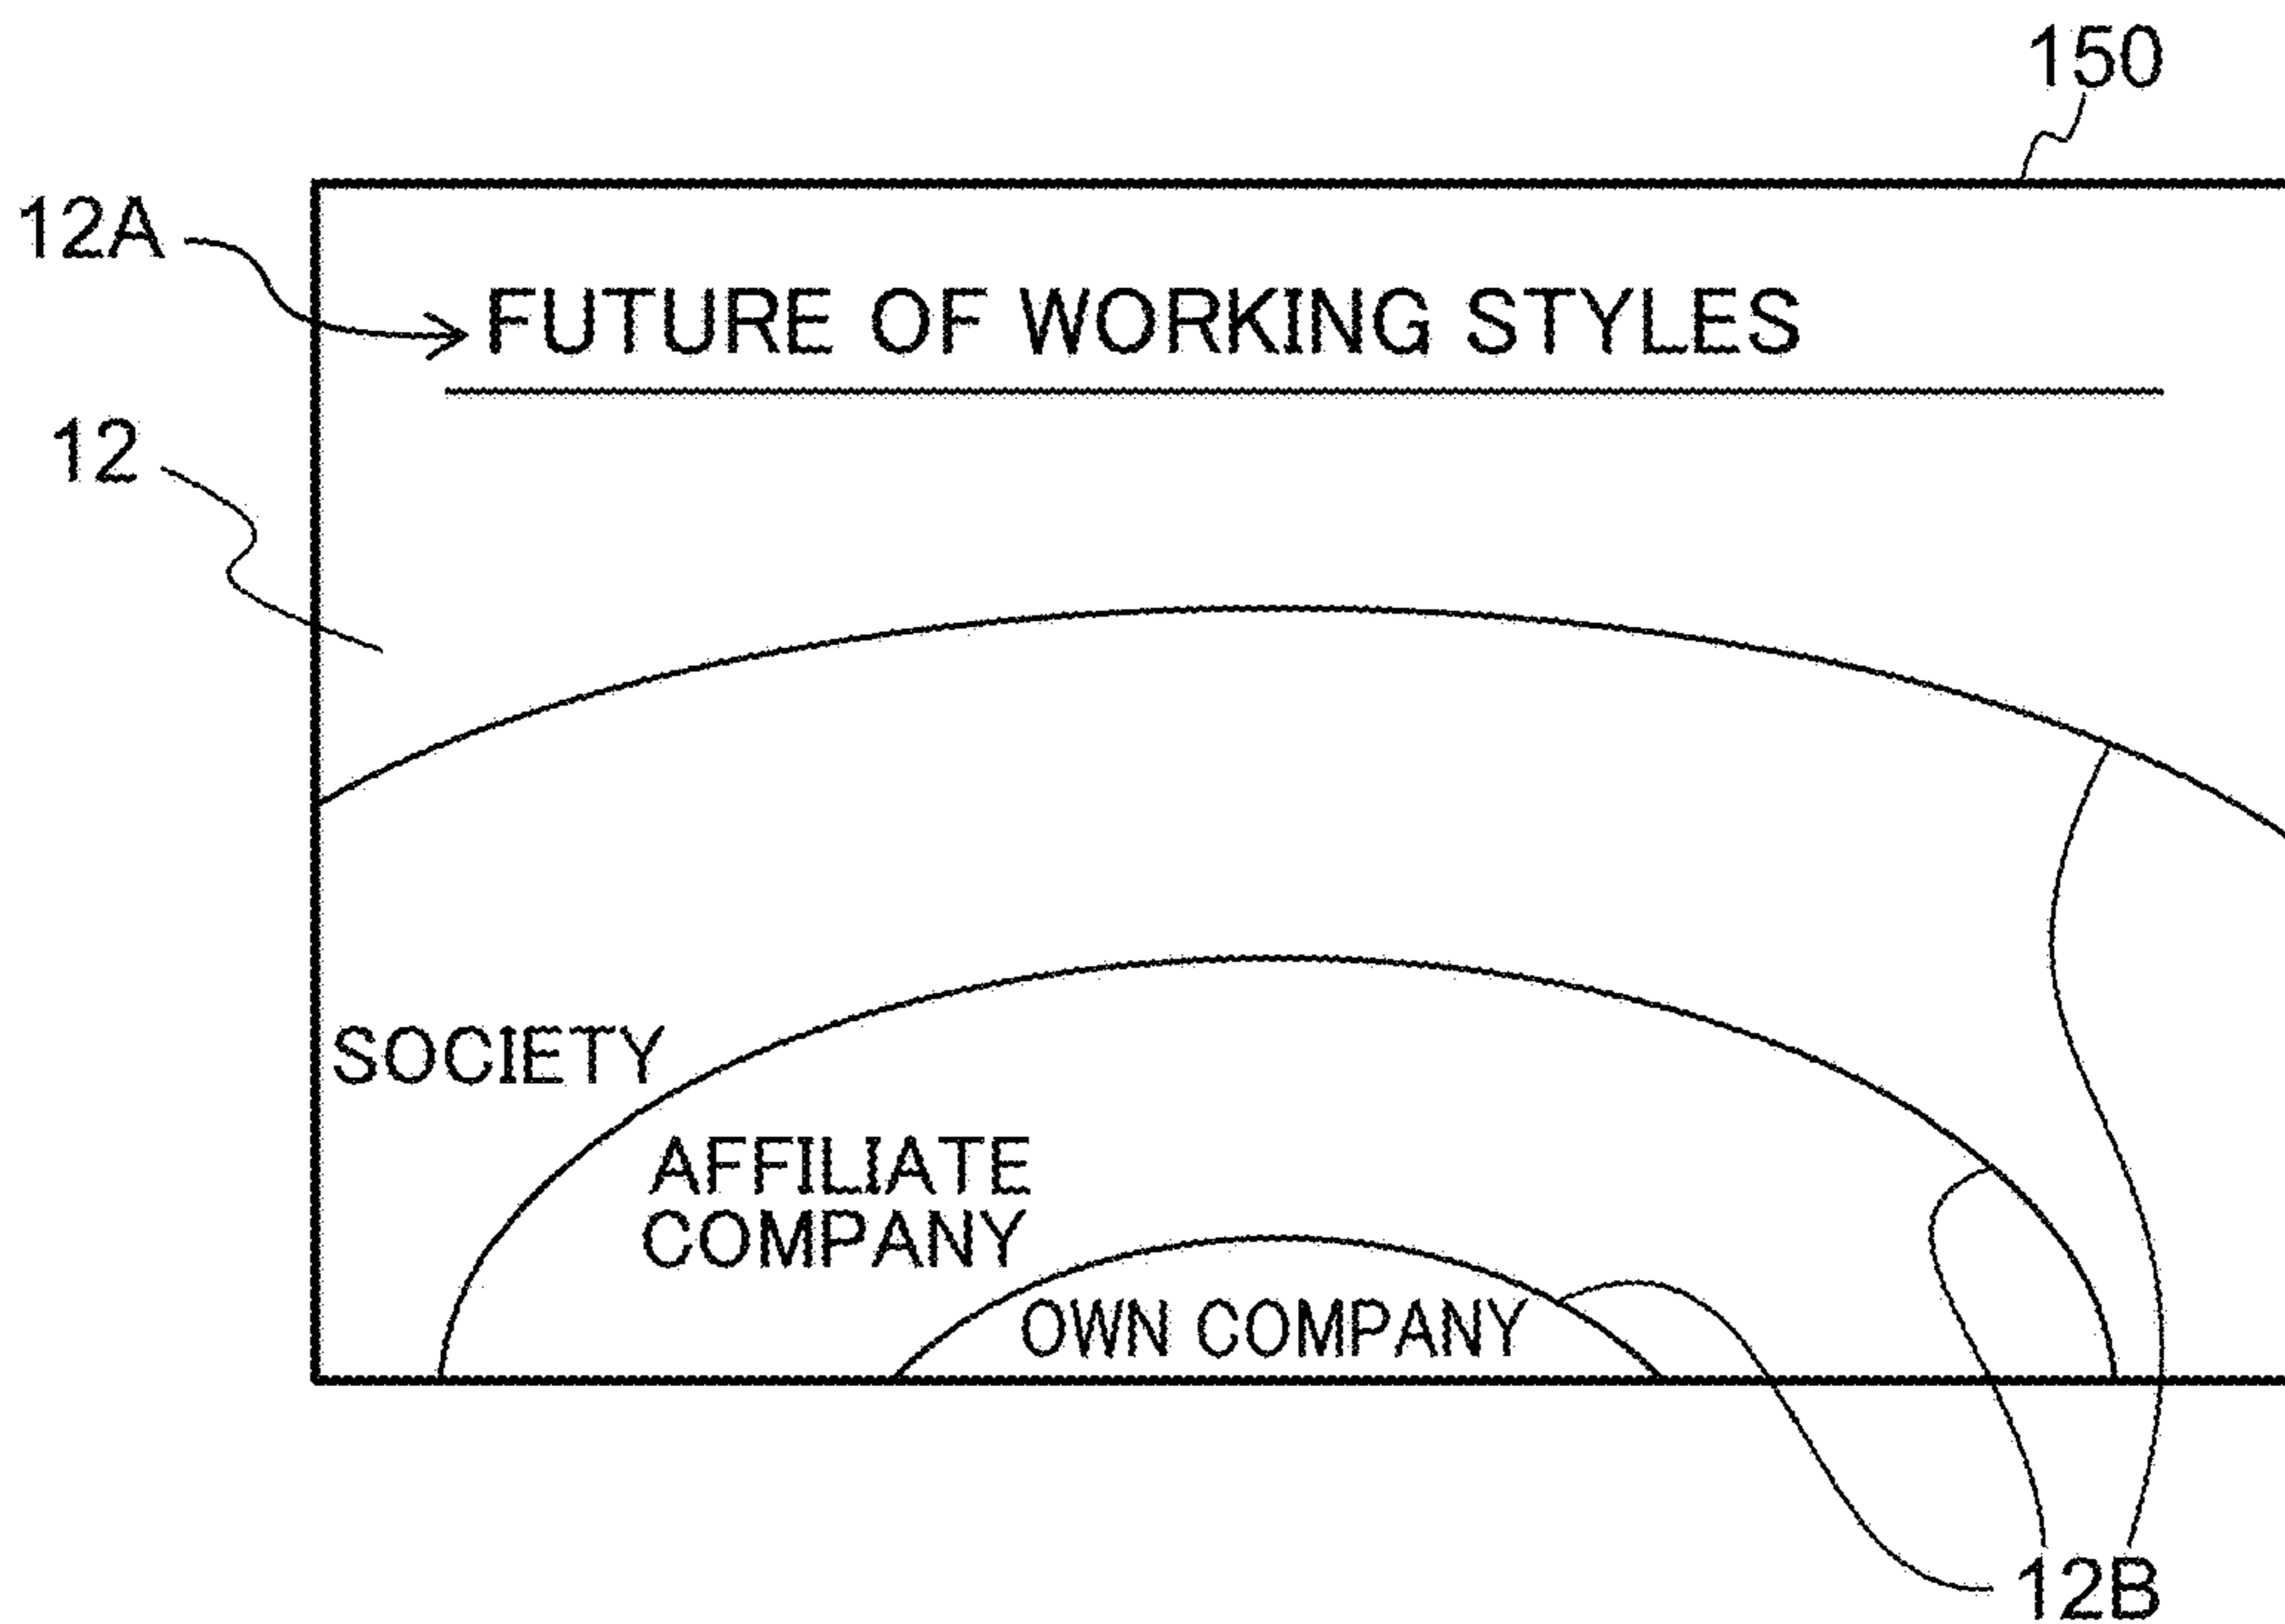 150
12A
FUTURE OF WORKING STYLES
12
SOCIETY
AFFILIATE
COMPANY
OWN COMPANY
12B